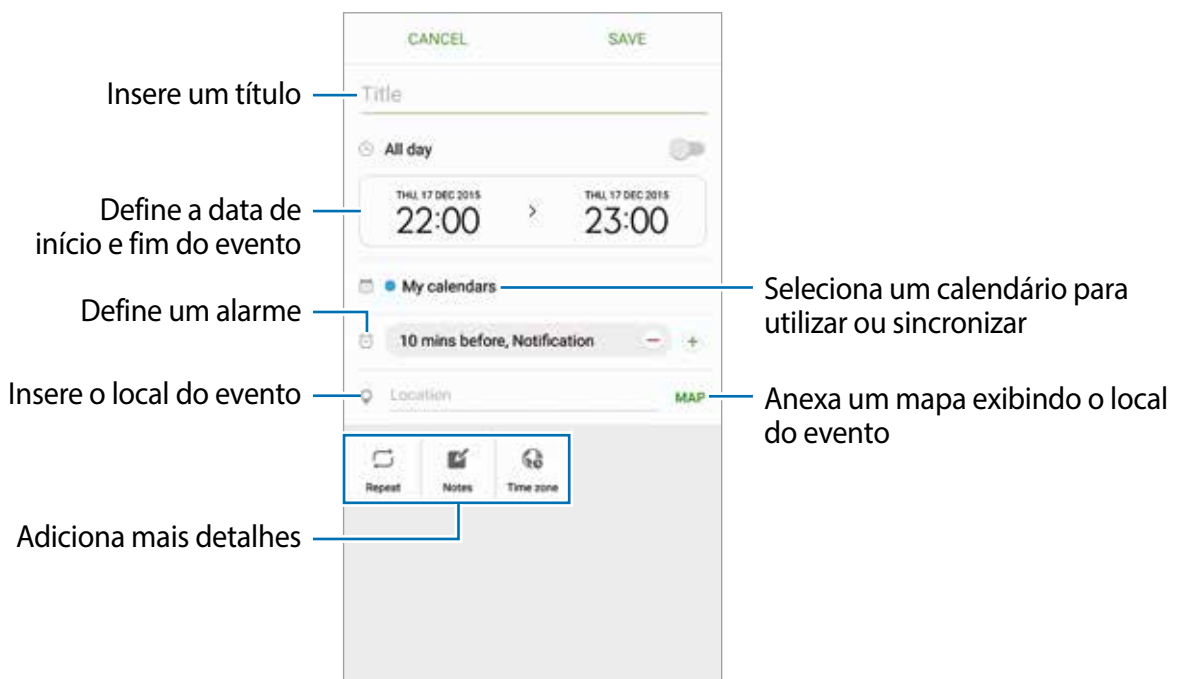 CANCEL SAVE
Insere um título
Title
All day
Define a data de
início e fim do evento
THU, 17 DEC 2015
22:00
>
THU, 17 DEC 2015
23:00
My calendars
Seleciona um calendário para
utilizar ou sincronizar
Define um alarme
10 mins before, Notification
Insere o local do evento
Location
MAP
Anexa um mapa exibindo o local
do evento
Repeat Notes Time zone
Adiciona mais detalhes